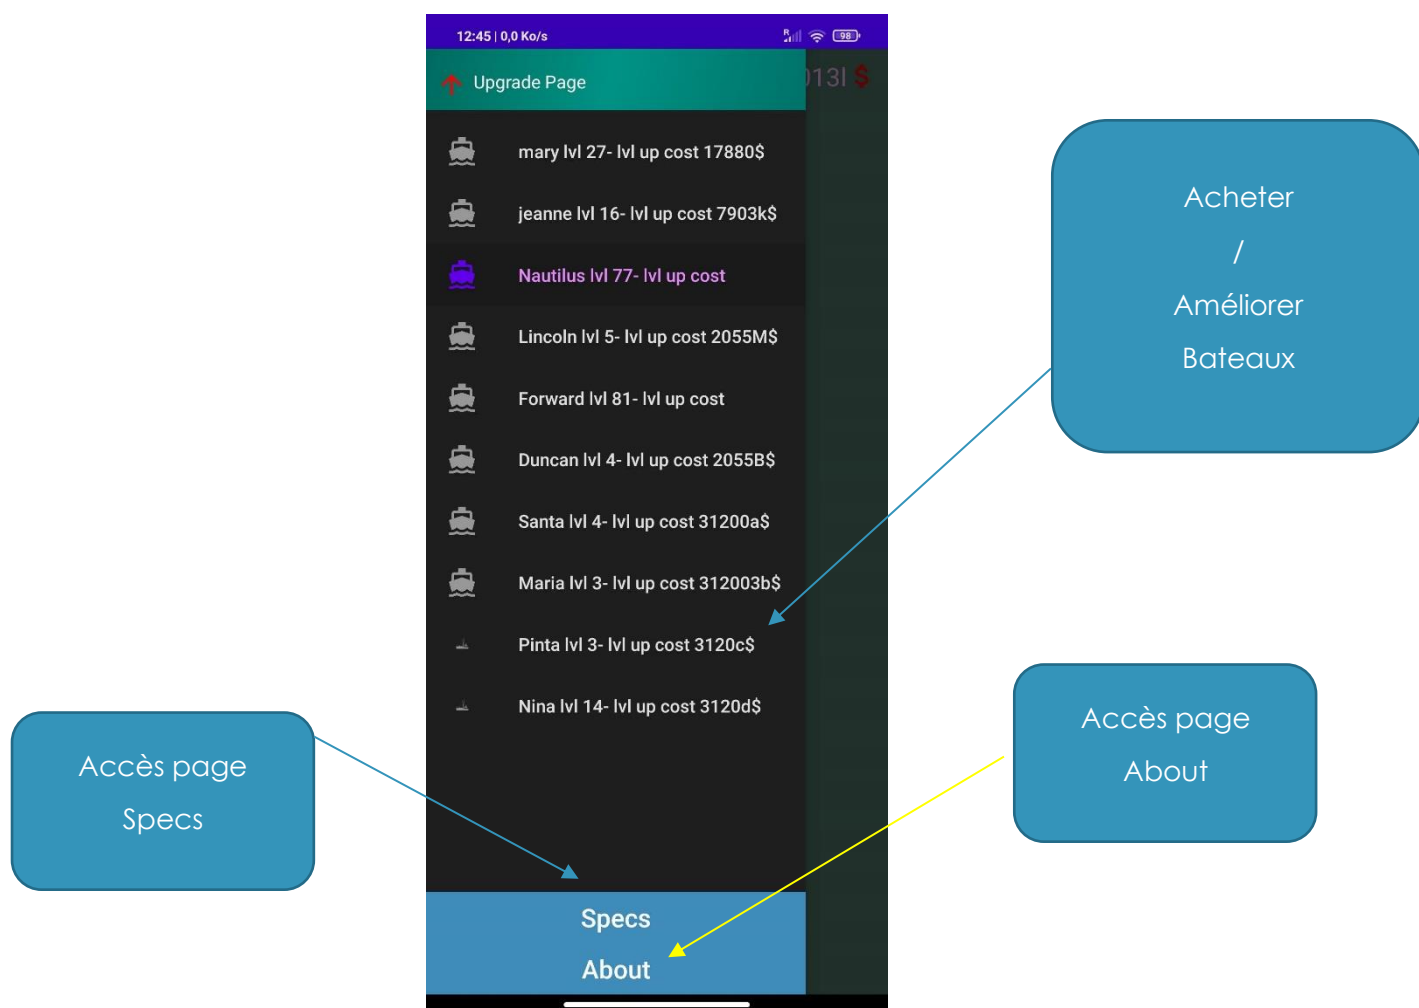 12:45 | 0,0 Ko/s
R
98
Upgrade Page
013l $
mary lvl 27- lvl up cost 17880$
jeanne lvl 16- lvl up cost 7903k$
Nautilus lvl 77- lvl up cost
Lincoln lvl 5- lvl up cost 2055M$
Forward lvl 81- lvl up cost
Duncan lvl 4- lvl up cost 2055B$
Santa lvl 4- lvl up cost 31200a$
Maria lvl 3- lvl up cost 312003b$
Pinta lvl 3- lvl up cost 3120c$
Nina lvl 14- lvl up cost 3120d$
Specs
About
Acheter
/
Améliorer
Bateaux
Accès page
Specs
Accès page
About